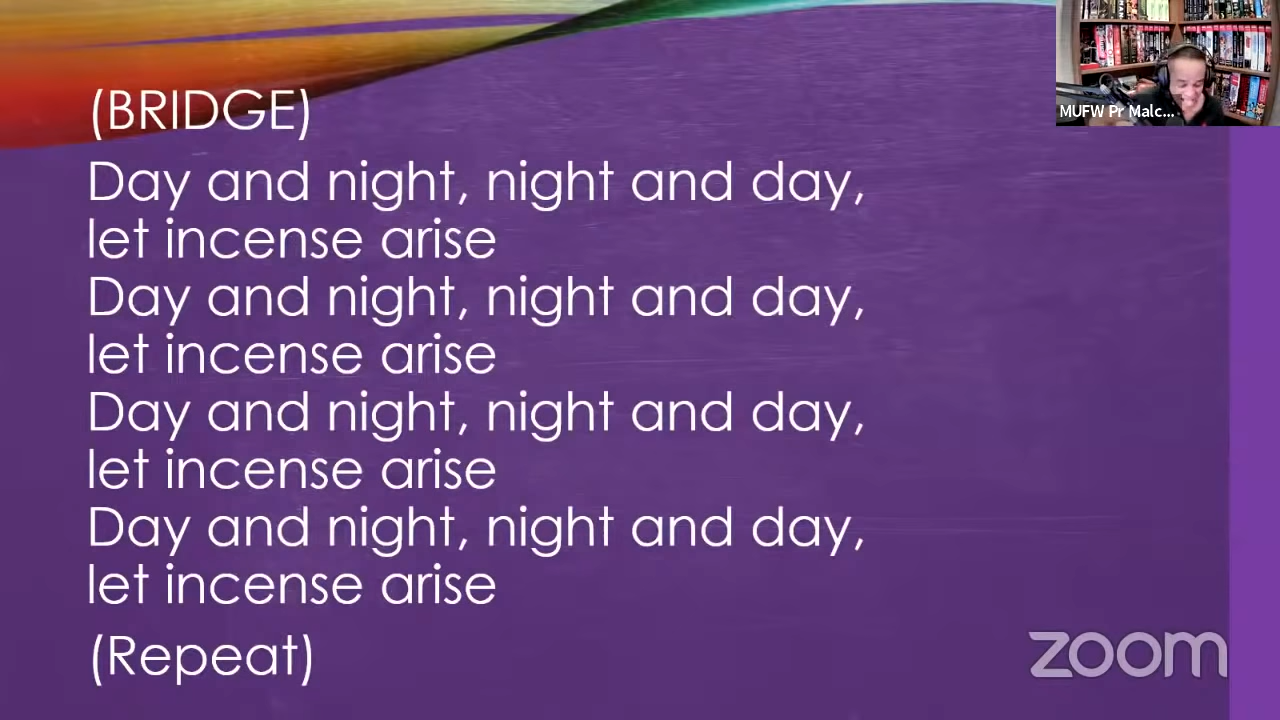 (BRIDGE)
Day and night, night and day,
let incense arise
Day and night, night and day,
let incense arise
Day and night, night and day,
let incense arise
Day and night, night and day,
let incense arise
(Repeat)
MUFW Pr Malc...
zoom